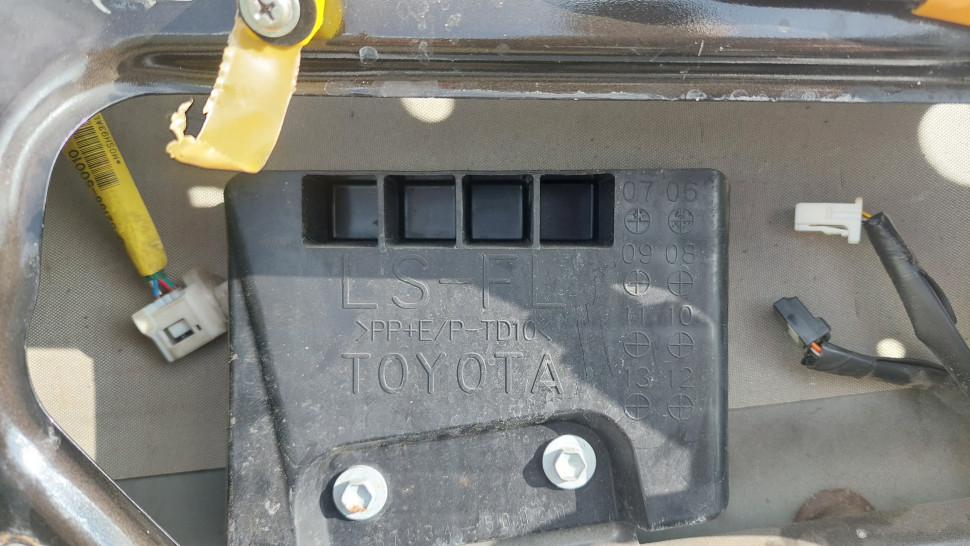 07 06
09 08
LS-FL
11 10
>PP+E/P-TD10<
TOYOTA
13 12